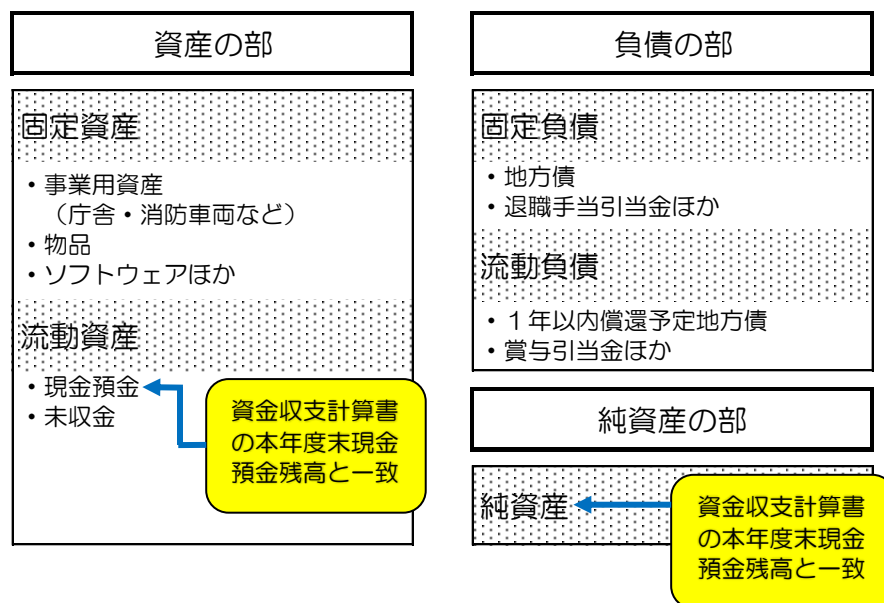 資産の部
固定資産
・事業用資産
（庁舎・消防車両など）
・物品
・ソフトウェアほか
流動資産
・現金預金
・未収金
資金収支計算書
の本年度末現金
預金残高と一致
負債の部
固定負債
・地方債
・退職手当引当金ほか
流動負債
・１年以内償還予定地方債
・賞与引当金ほか
純資産の部
純資産
資金収支計算書
の本年度末現金
預金残高と一致